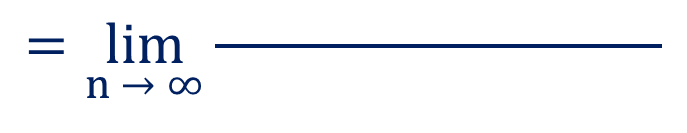 = lim
n → ∞